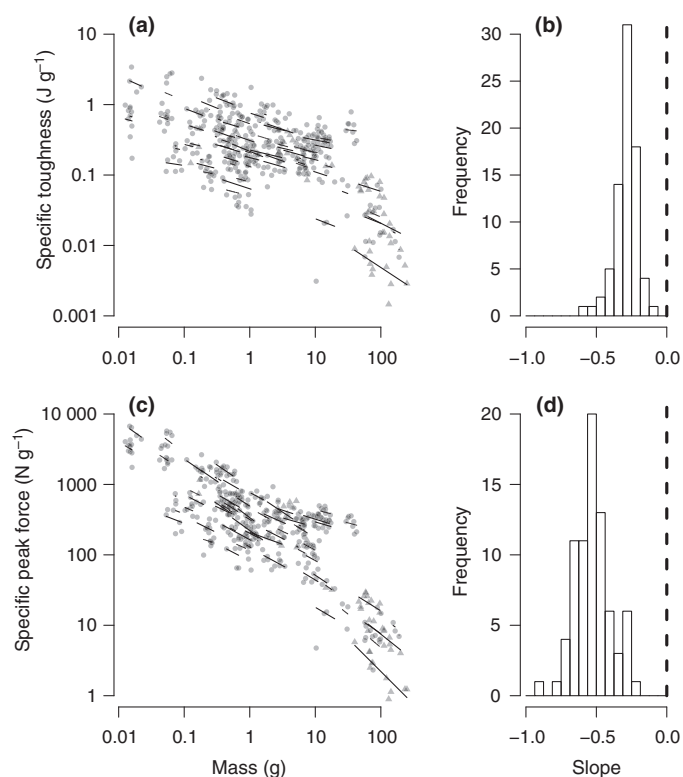 (a)
Specific toughness (J g⁻¹)
10
1
0.1
0.01
0.001
0.01 0.1 1 10 100
(b)
Frequency
30
25
20
15
10
5
0
−1.0 −0.5 0.0
(c)
Specific peak force (N g⁻¹)
10 000
1000
100
10
1
0.01 0.1 1 10 100
Mass (g)
(d)
Frequency
20
15
10
5
0
−1.0 −0.5 0.0
Slope